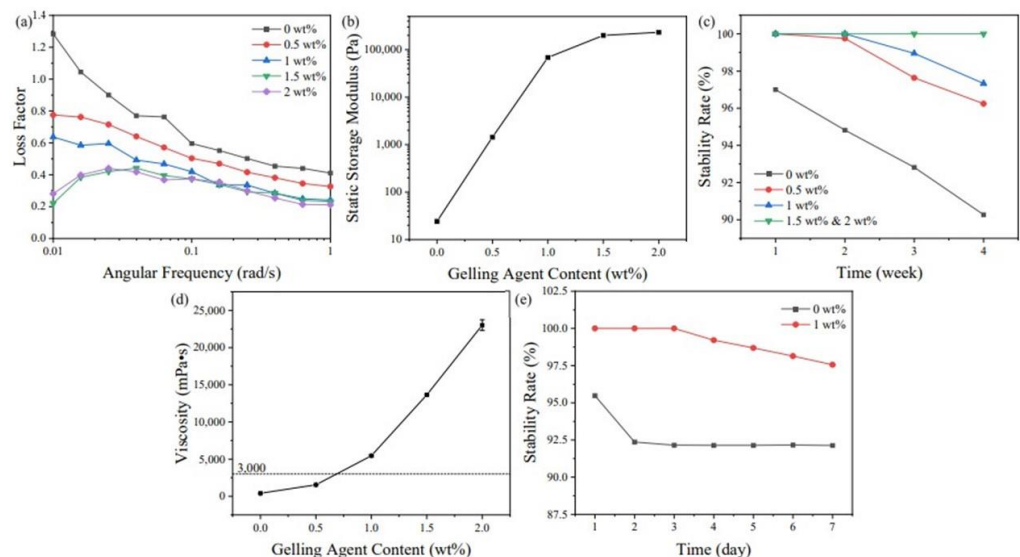 (a)
1.4
1.2
1.0
0.8
0.6
0.4
0.2
0.0
Loss Factor
0.01
0.1
1
Angular Frequency (rad/s)
0 wt%
0.5 wt%
1 wt%
1.5 wt%
2 wt%
(b)
100,000
10,000
1,000
100
10
Static Storage Modulus (Pa)
0.0 0.5 1.0 1.5 2.0
Gelling Agent Content (wt%)
(c)
100
98
96
94
92
90
Stability Rate (%)
0 wt%
0.5 wt%
1 wt%
1.5 wt% & 2 wt%
1 2 3 4
Time (week)
(d)
25,000
20,000
15,000
10,000
5,000
0
Viscosity (mPa•s)
3,000
0.0 0.5 1.0 1.5 2.0
Gelling Agent Content (wt%)
(e)
102.5
100.0
97.5
95.0
92.5
90.0
87.5
Stability Rate (%)
0 wt%
1 wt%
1 2 3 4 5 6 7
Time (day)